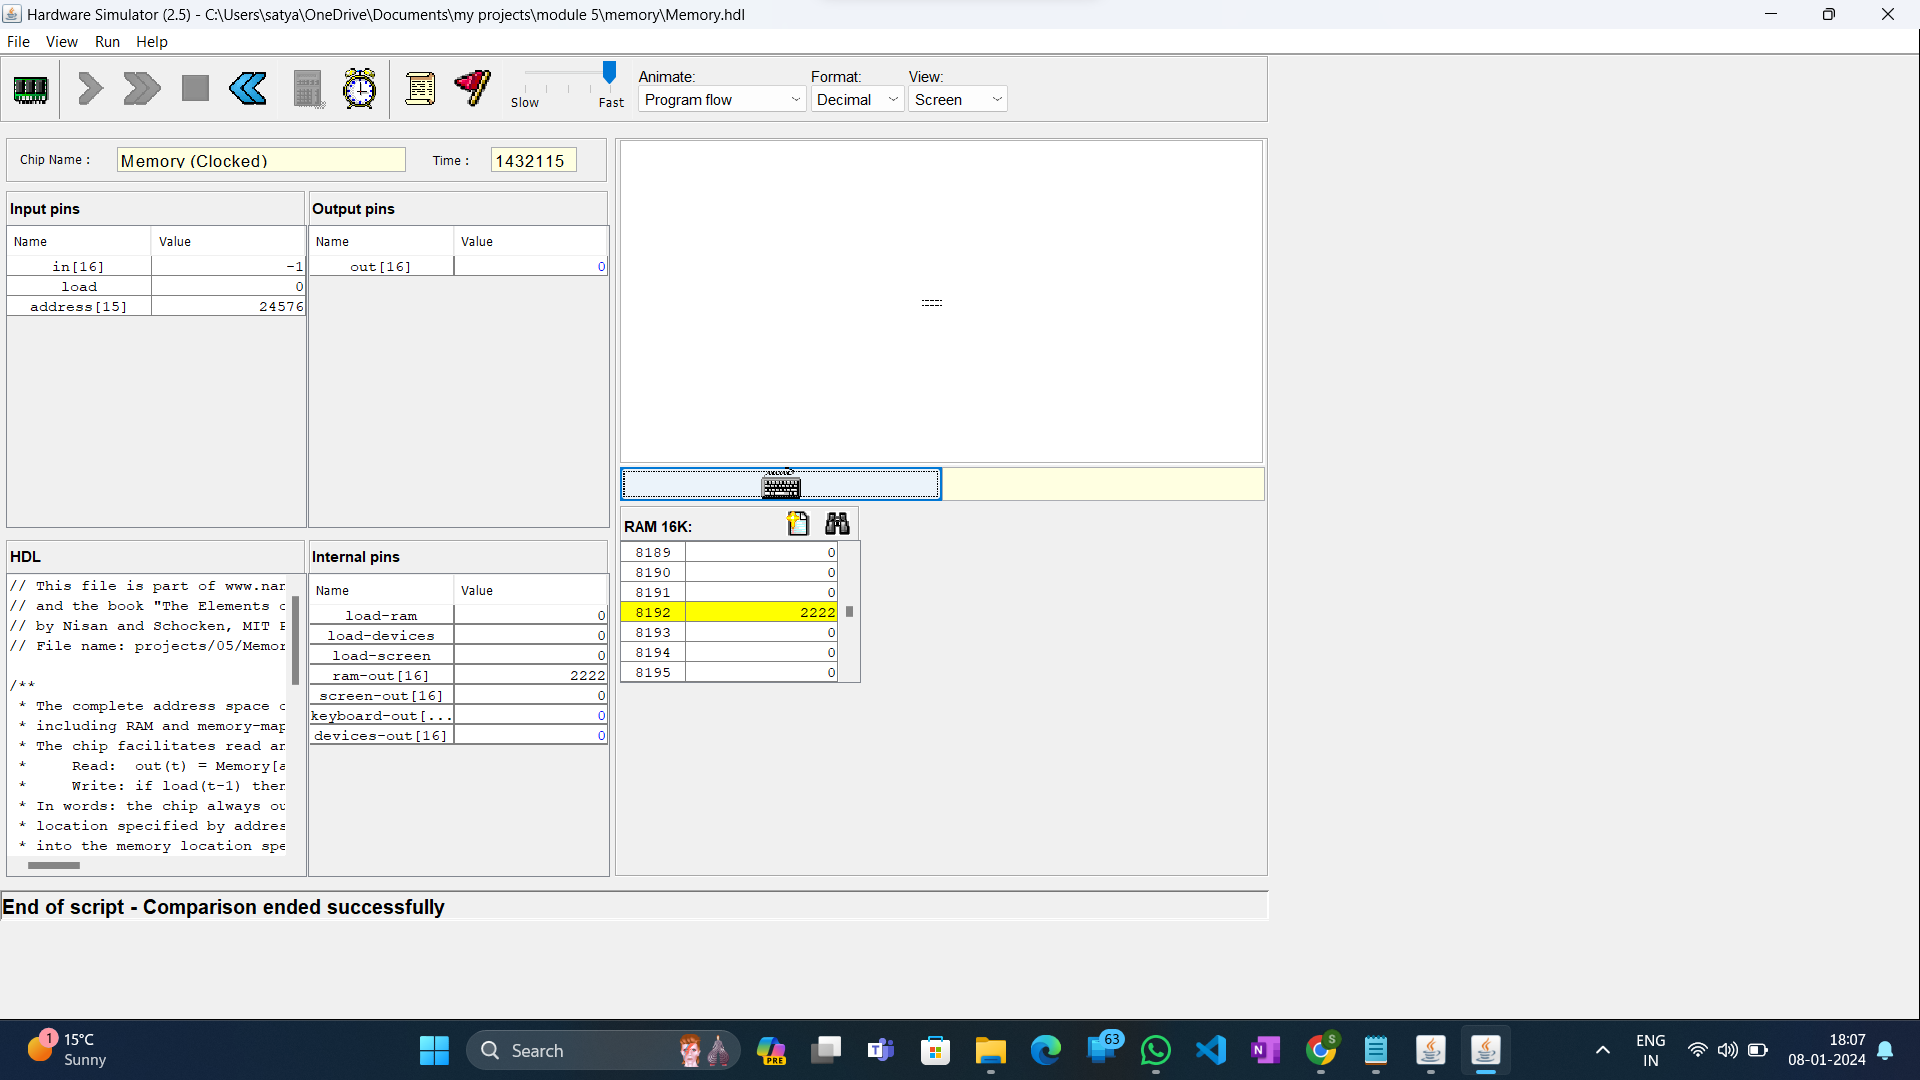 Hardware Simulator (2.5) - C:\Users\satya\OneDrive\Documents\my projects\module 5\memory\Memory.hdl
File View Run Help
Slow Fast
Animate: Format: View:
Program flow Decimal Screen
Chip Name : Memory (Clocked) Time : 1432115
Input pins
Name Value
in[16] -1
load 0
address[15] 24576
Output pins
Name Value
out[16] 0
HDL
// This file is part of www.nan
// and the book "The Elements o
// by Nisan and Schocken, MIT P
// File name: projects/05/Memor
/**
* The complete address space o
* including RAM and memory-map
* The chip facilitates read an
* Read: out(t) = Memory[a
* Write: if load(t-1) then
* In words: the chip always ou
* location specified by addres
* into the memory location spe
Internal pins
Name Value
load-ram 0
load-devices 0
load-screen 0
ram-out[16] 2222
screen-out[16] 0
keyboard-out[... 0
devices-out[16] 0
RAM 16K:
8189 0
8190 0
8191 0
8192 2222
8193 0
8194 0
8195 0
End of script - Comparison ended successfully
1
15°C
Sunny
Search
PRE
63
S
ENG
IN
18:07
08-01-2024